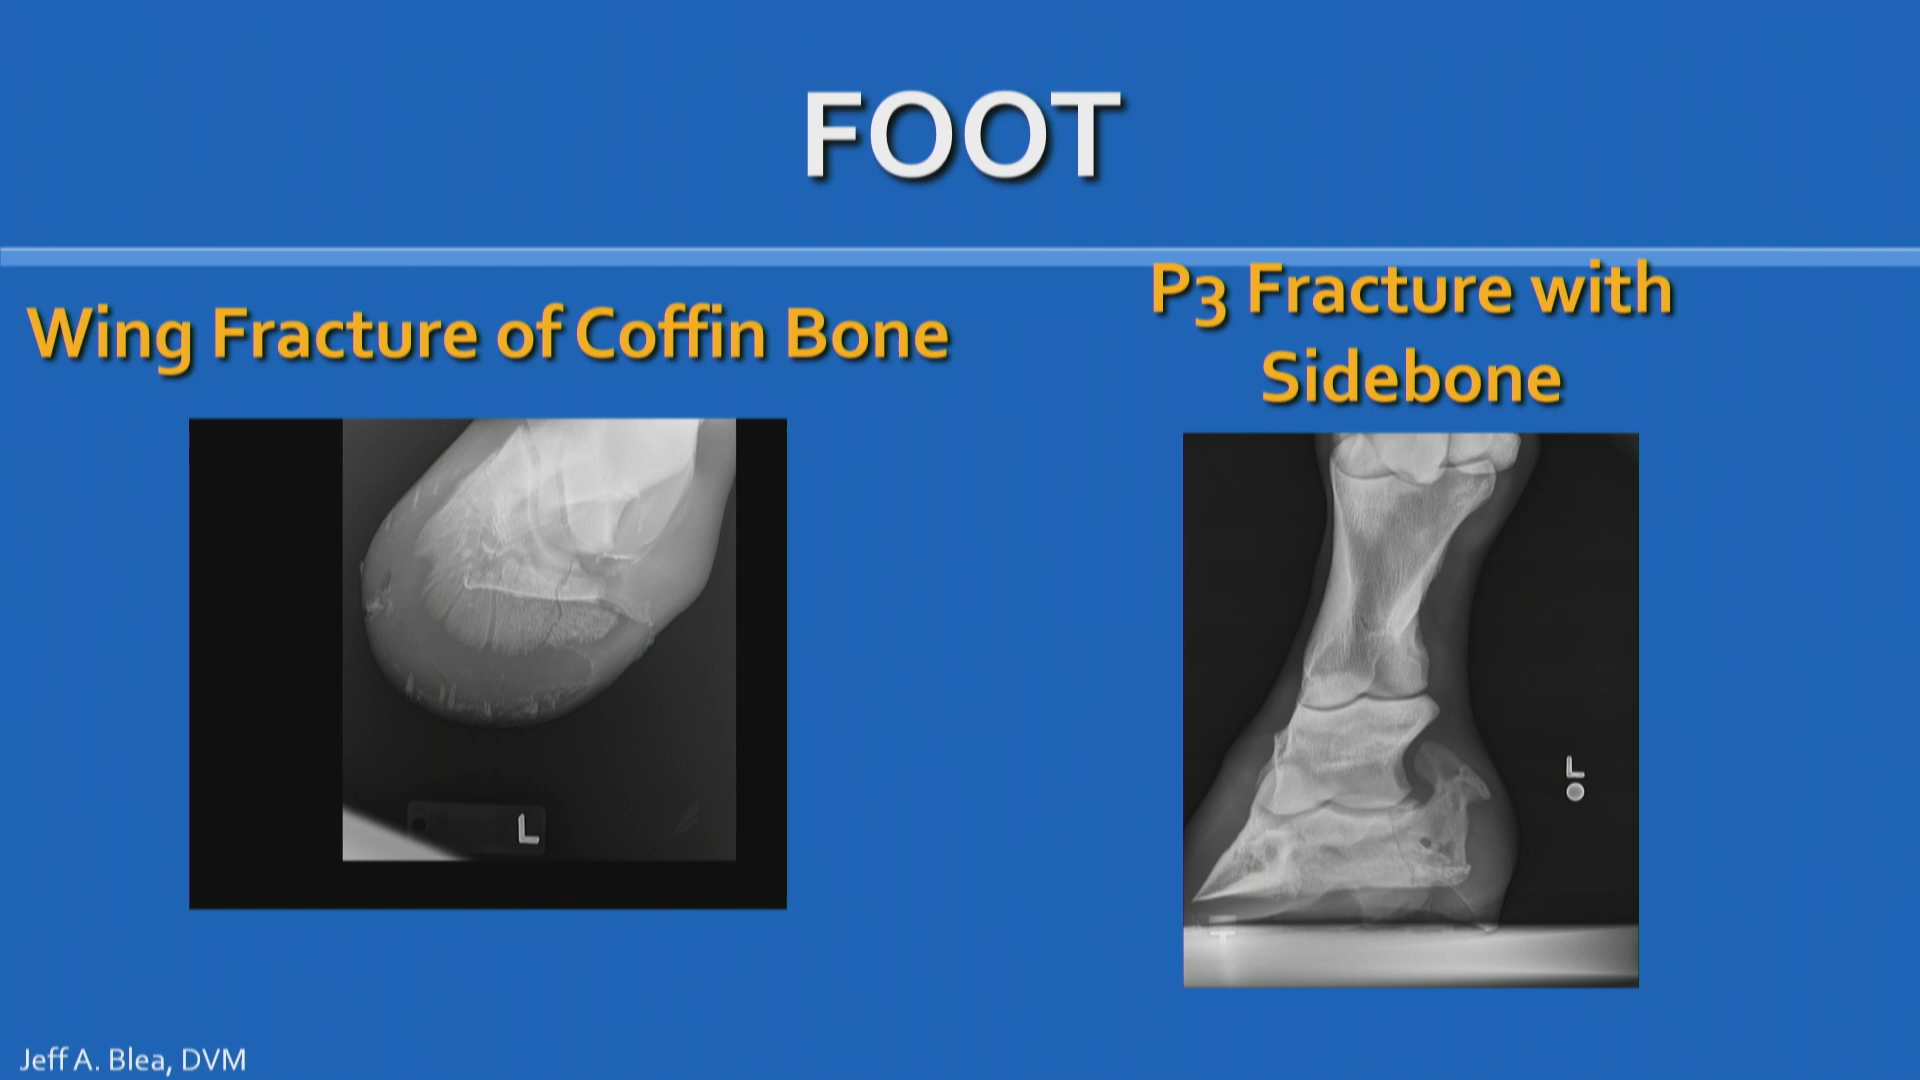 FOOT
Wing Fracture of Coffin Bone
P3 Fracture with
Sidebone
L
L
T
Jeff A. Blea, DVM